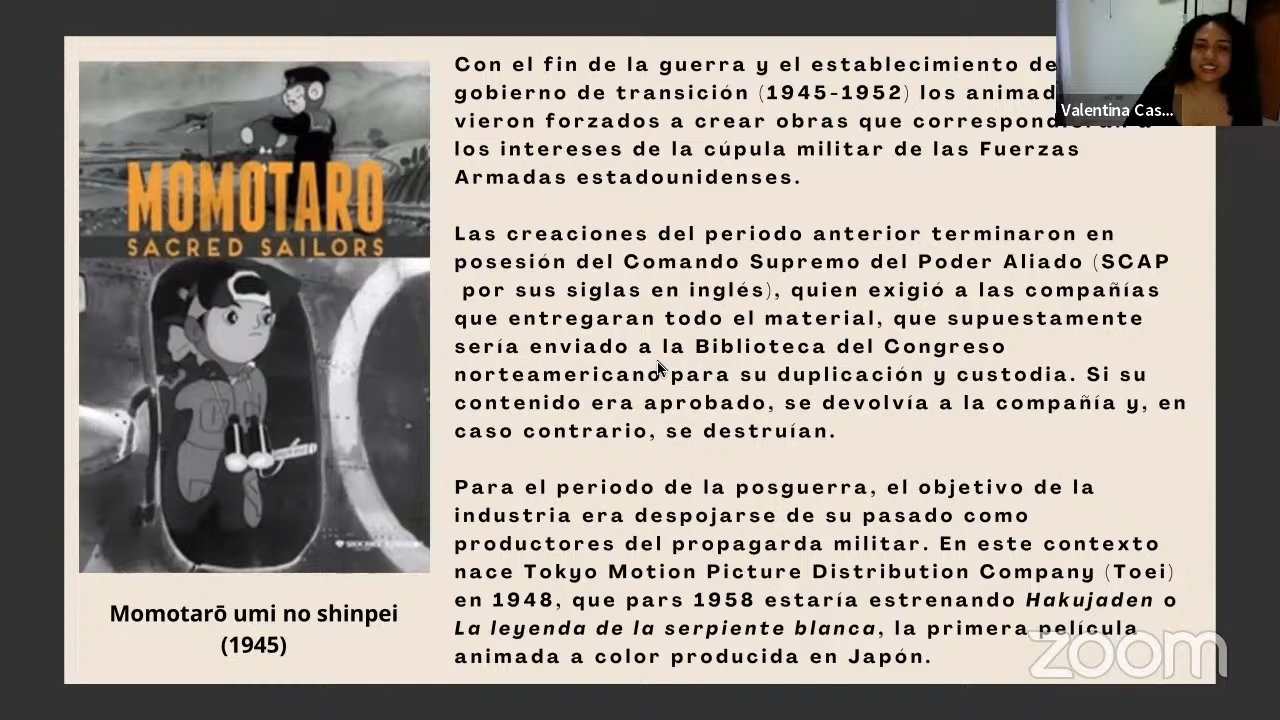 Con el fin de la guerra y el establecimiento de
gobierno de transición (1945-1952) los animad
vieron forzados a crear obras que correspondieran a
los intereses de la cúpula militar de las Fuerzas
Armadas estadounidenses.
Las creaciones del periodo anterior terminaron en
posesión del Comando Supremo del Poder Aliado (SCAP
por sus siglas en inglés), quien exigió a las compañías
que entregaran todo el material, que supuestamente
sería enviado a la Biblioteca del Congreso
norteamericano para su duplicación y custodia. Si su
contenido era aprobado, se devolvía a la compañía y, en
caso contrario, se destruían.
Para el periodo de la posguerra, el objetivo de la
industria era despojarse de su pasado como
productores del propagarda militar. En este contexto
nace Tokyo Motion Picture Distribution Company (Toei)
en 1948, que pars 1958 estaría estrenando Hakujaden o
La leyenda de la serpiente blanca, la primera película
animada a color producida en Japón.
MOMOTARO
SACRED SAILORS
Momotarō umi no shinpei
(1945)
Valentina Cas...
zoom